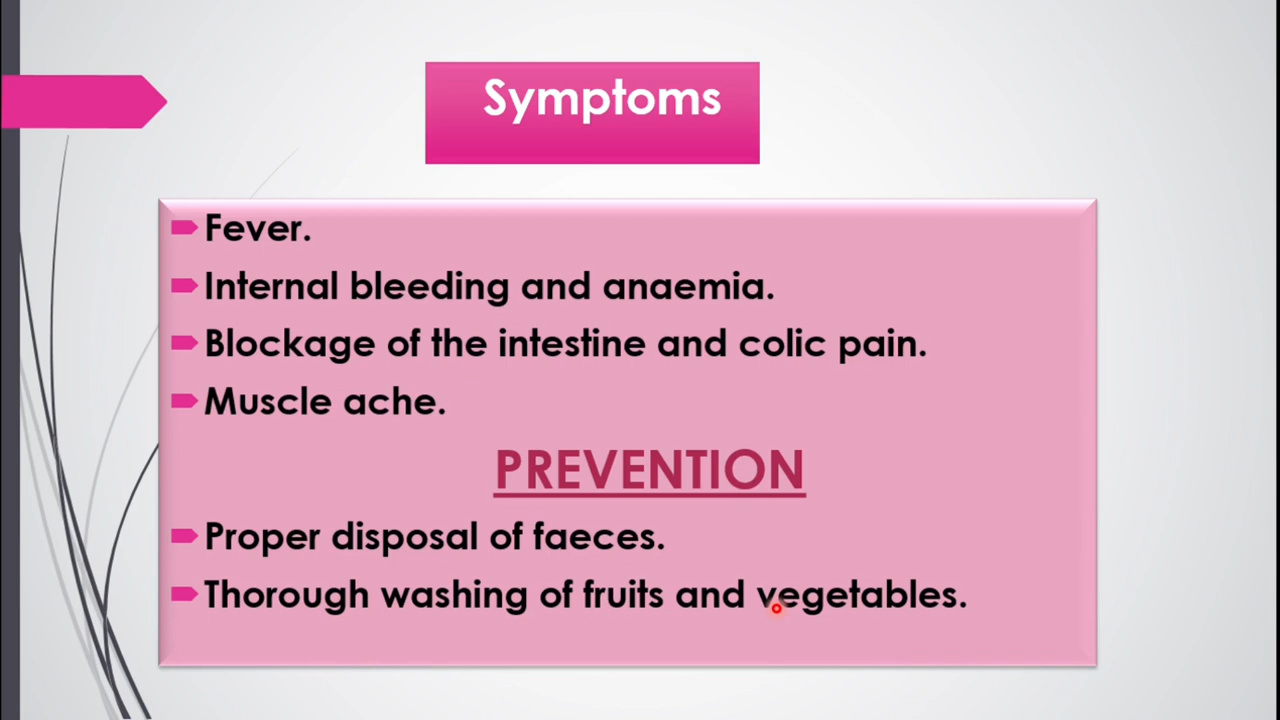 Symptoms
Fever.
Internal bleeding and anaemia.
Blockage of the intestine and colic pain.
Muscle ache.
PREVENTION
Proper disposal of faeces.
Thorough washing of fruits and vegetables.